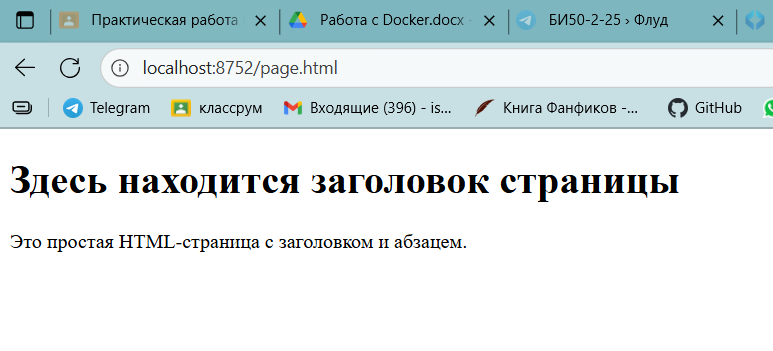 Практическая работа
Работа с Docker.docx -
БИ50-2-25 › Флуд
localhost:8752/page.html
Telegram
классрум
Входящие (396) - is...
Книга Фанфиков -...
GitHub
Здесь находится заголовок страницы
Это простая HTML-страница с заголовком и абзацем.